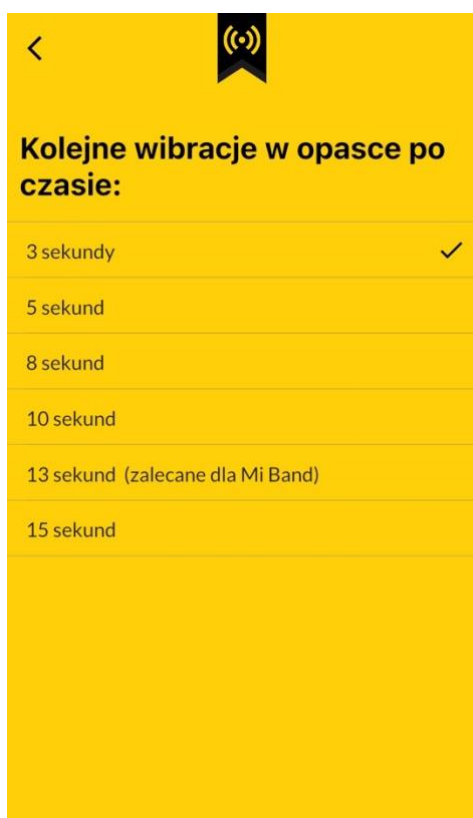 Kolejne wibracje w opasce po
czasie:
3 sekundy
5 sekund
8 sekund
10 sekund
13 sekund (zalecane dla Mi Band)
15 sekund